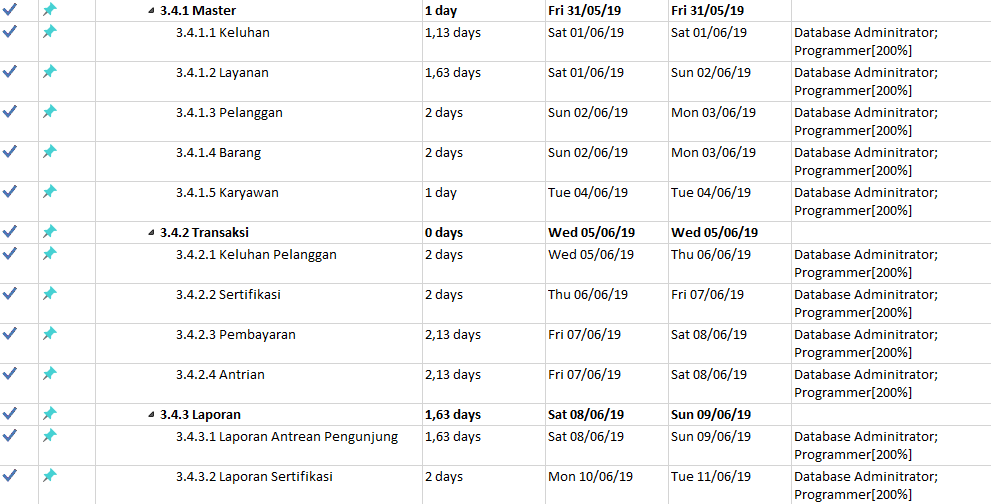 3.4.1 Master 1 day Fri 31/05/19 Fri 31/05/19
3.4.1.1 Keluhan 1,13 days Sat 01/06/19 Sat 01/06/19 Database Adminitrator;
Programmer[200%]
3.4.1.2 Layanan 1,63 days Sat 01/06/19 Sun 02/06/19 Database Adminitrator;
Programmer[200%]
3.4.1.3 Pelanggan 2 days Sun 02/06/19 Mon 03/06/19 Database Adminitrator;
Programmer[200%]
3.4.1.4 Barang 2 days Sun 02/06/19 Mon 03/06/19 Database Adminitrator;
Programmer[200%]
3.4.1.5 Karyawan 1 day Tue 04/06/19 Tue 04/06/19 Database Adminitrator;
Programmer[200%]
3.4.2 Transaksi 0 days Wed 05/06/19 Wed 05/06/19
3.4.2.1 Keluhan Pelanggan 2 days Wed 05/06/19 Thu 06/06/19 Database Adminitrator;
Programmer[200%]
3.4.2.2 Sertifikasi 2 days Thu 06/06/19 Fri 07/06/19 Database Adminitrator;
Programmer[200%]
3.4.2.3 Pembayaran 2,13 days Fri 07/06/19 Sat 08/06/19 Database Adminitrator;
Programmer[200%]
3.4.2.4 Antrian 2,13 days Fri 07/06/19 Sat 08/06/19 Database Adminitrator;
Programmer[200%]
3.4.3 Laporan 1,63 days Sat 08/06/19 Sun 09/06/19
3.4.3.1 Laporan Antrean Pengunjung 1,63 days Sat 08/06/19 Sun 09/06/19 Database Adminitrator;
Programmer[200%]
3.4.3.2 Laporan Sertifikasi 2 days Mon 10/06/19 Tue 11/06/19 Database Adminitrator;
Programmer[200%]